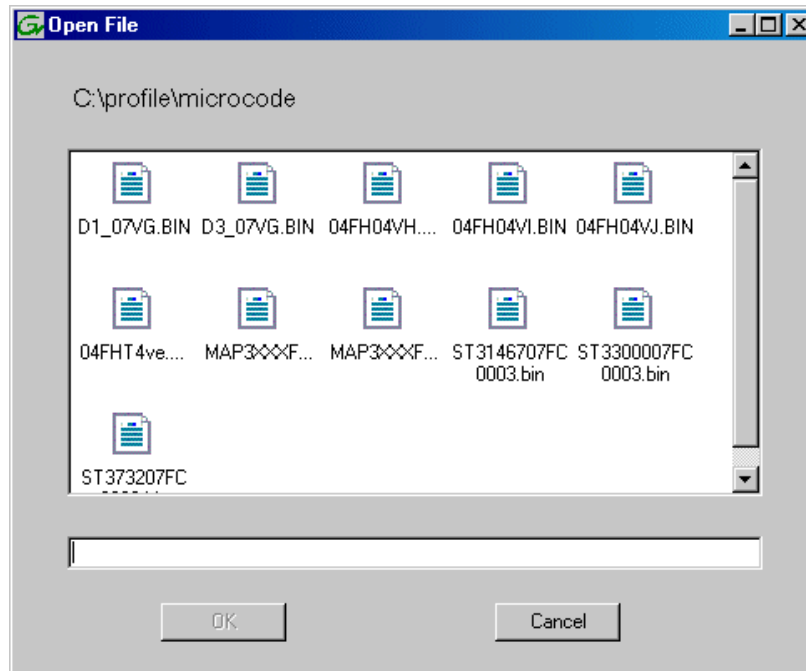 Open File
C:\profile\microcode
D1_07VG.BIN D3_07VG.BIN 04FH04VH.... 04FH04VI.BIN 04FH04VJ.BIN
04FHT4ve.... MAP3XXXF... MAP3XXXF... ST3146707FC ST3300007FC
0003.bin 0003.bin
ST373207FC
OK Cancel